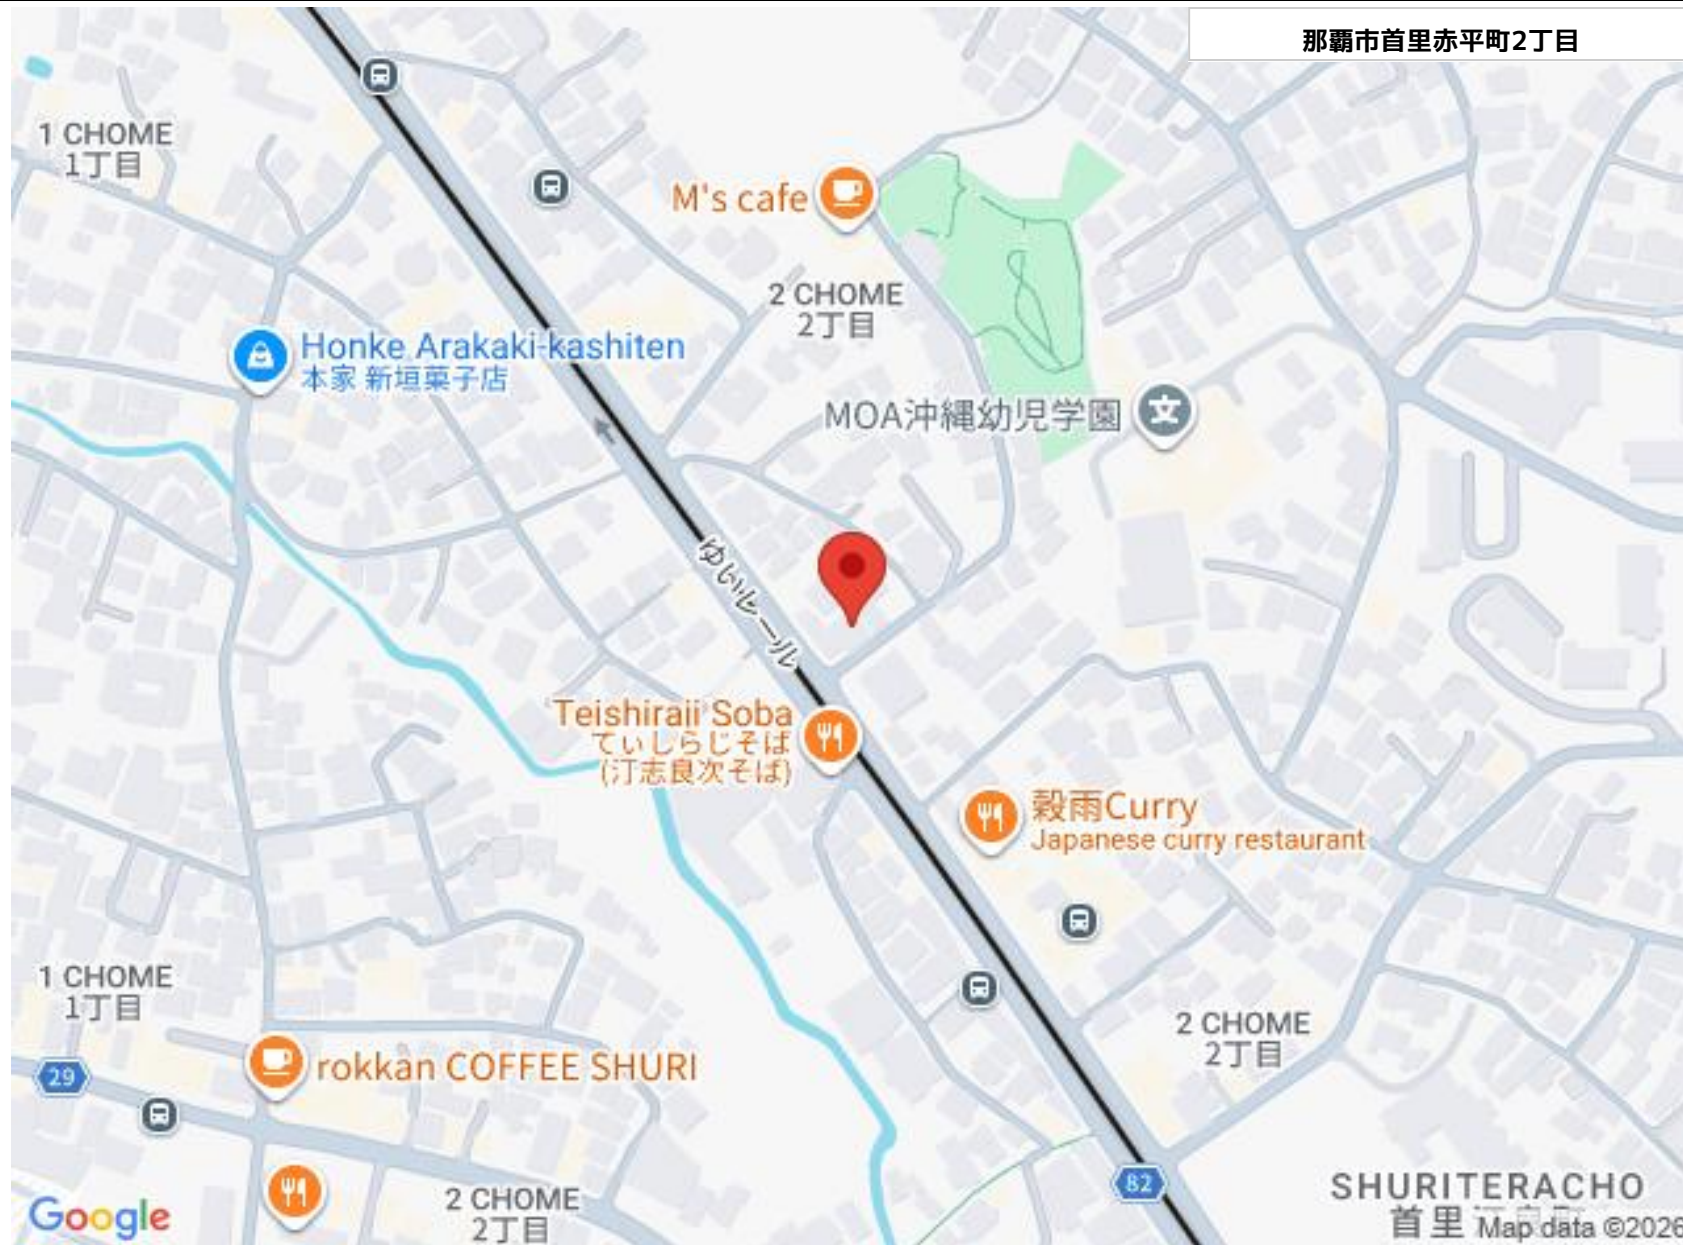 那覇市首里赤平町2丁目
1 CHOME
1丁目
M's cafe
2 CHOME
2丁目
Honke Arakaki-kashiten
本家 新垣菓子店
MOA沖縄幼児学園
ゆいレール
Teishiraji Soba
ていしらじそば
(汀志良次そば)
穀雨Curry
Japanese curry restaurant
1 CHOME
1丁目
2 CHOME
2丁目
29
rokkan COFFEE SHURI
82
SHURITERACHO
首里
2 CHOME
2丁目
Google
Map data ©2026